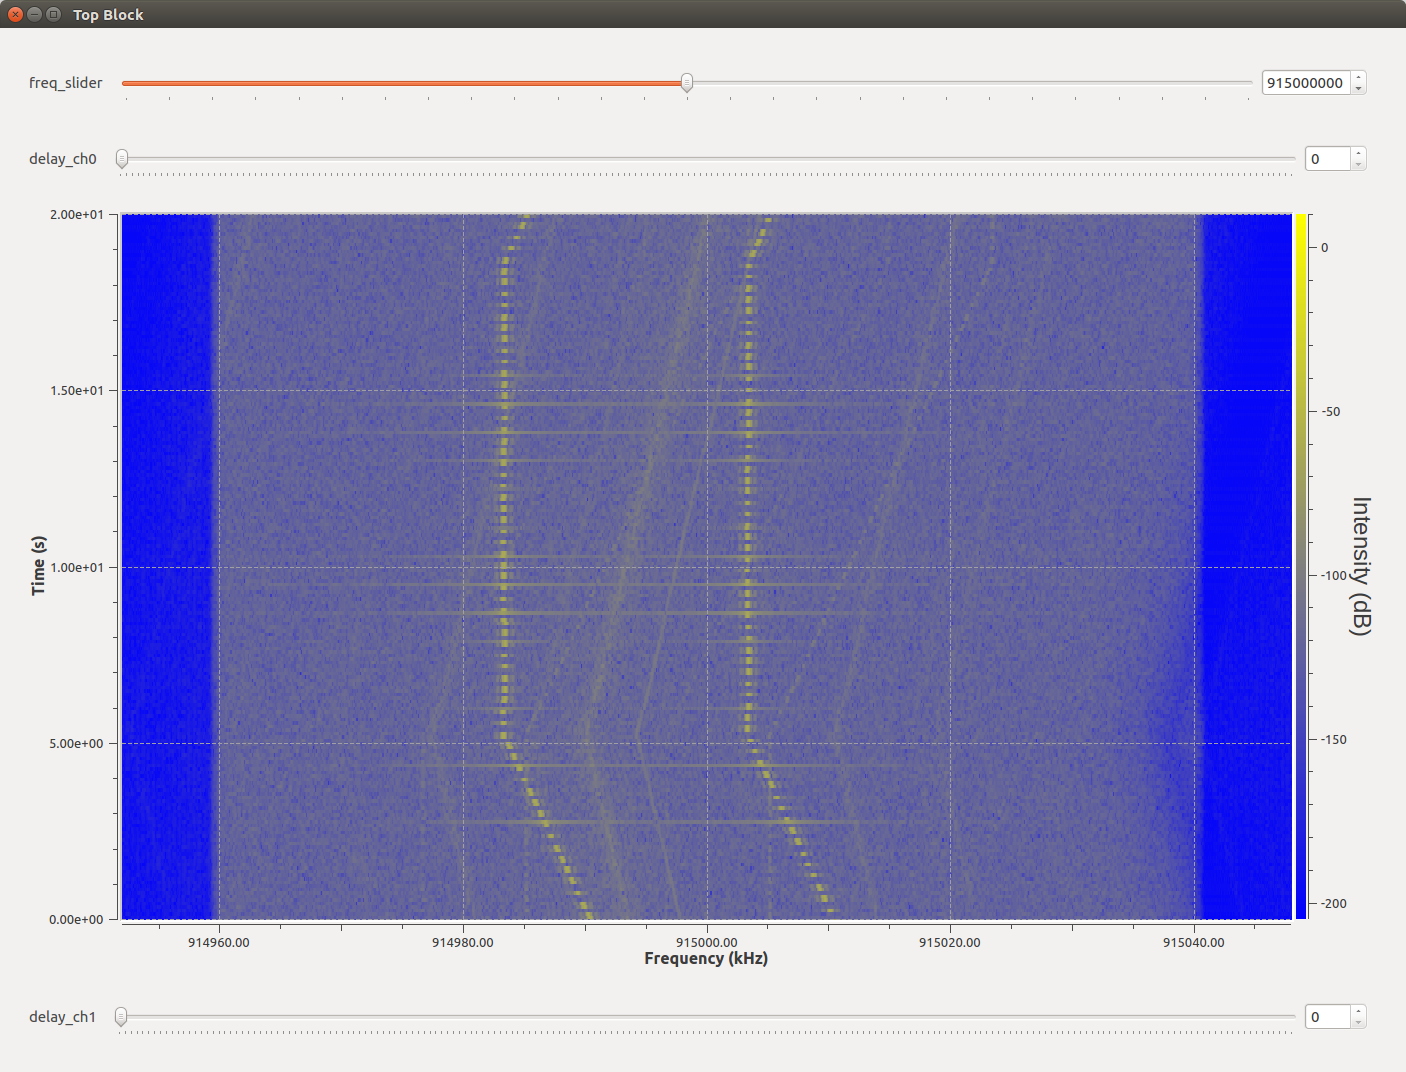 Top Block
freq_slider 915000000
delay_ch0 0
2.00e+01
1.50e+01
1.00e+01
5.00e+00
0.00e+00
Time (s)
914960.00 914980.00 915000.00 915020.00 915040.00
Frequency (kHz)
0
-50
-100
-150
-200
Intensity (dB)
delay_ch1 0